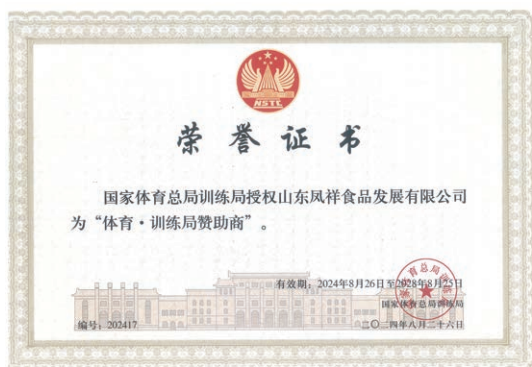 NSTC
荣誉证书
国家体育总局训练局授权山东凤祥食品发展有限公司
为“体育·训练局赞助商”。
有效期：2024年8月26日至2028年8月25日
国家体育总局训练局
编号：202417
二〇二四年八月二十六日